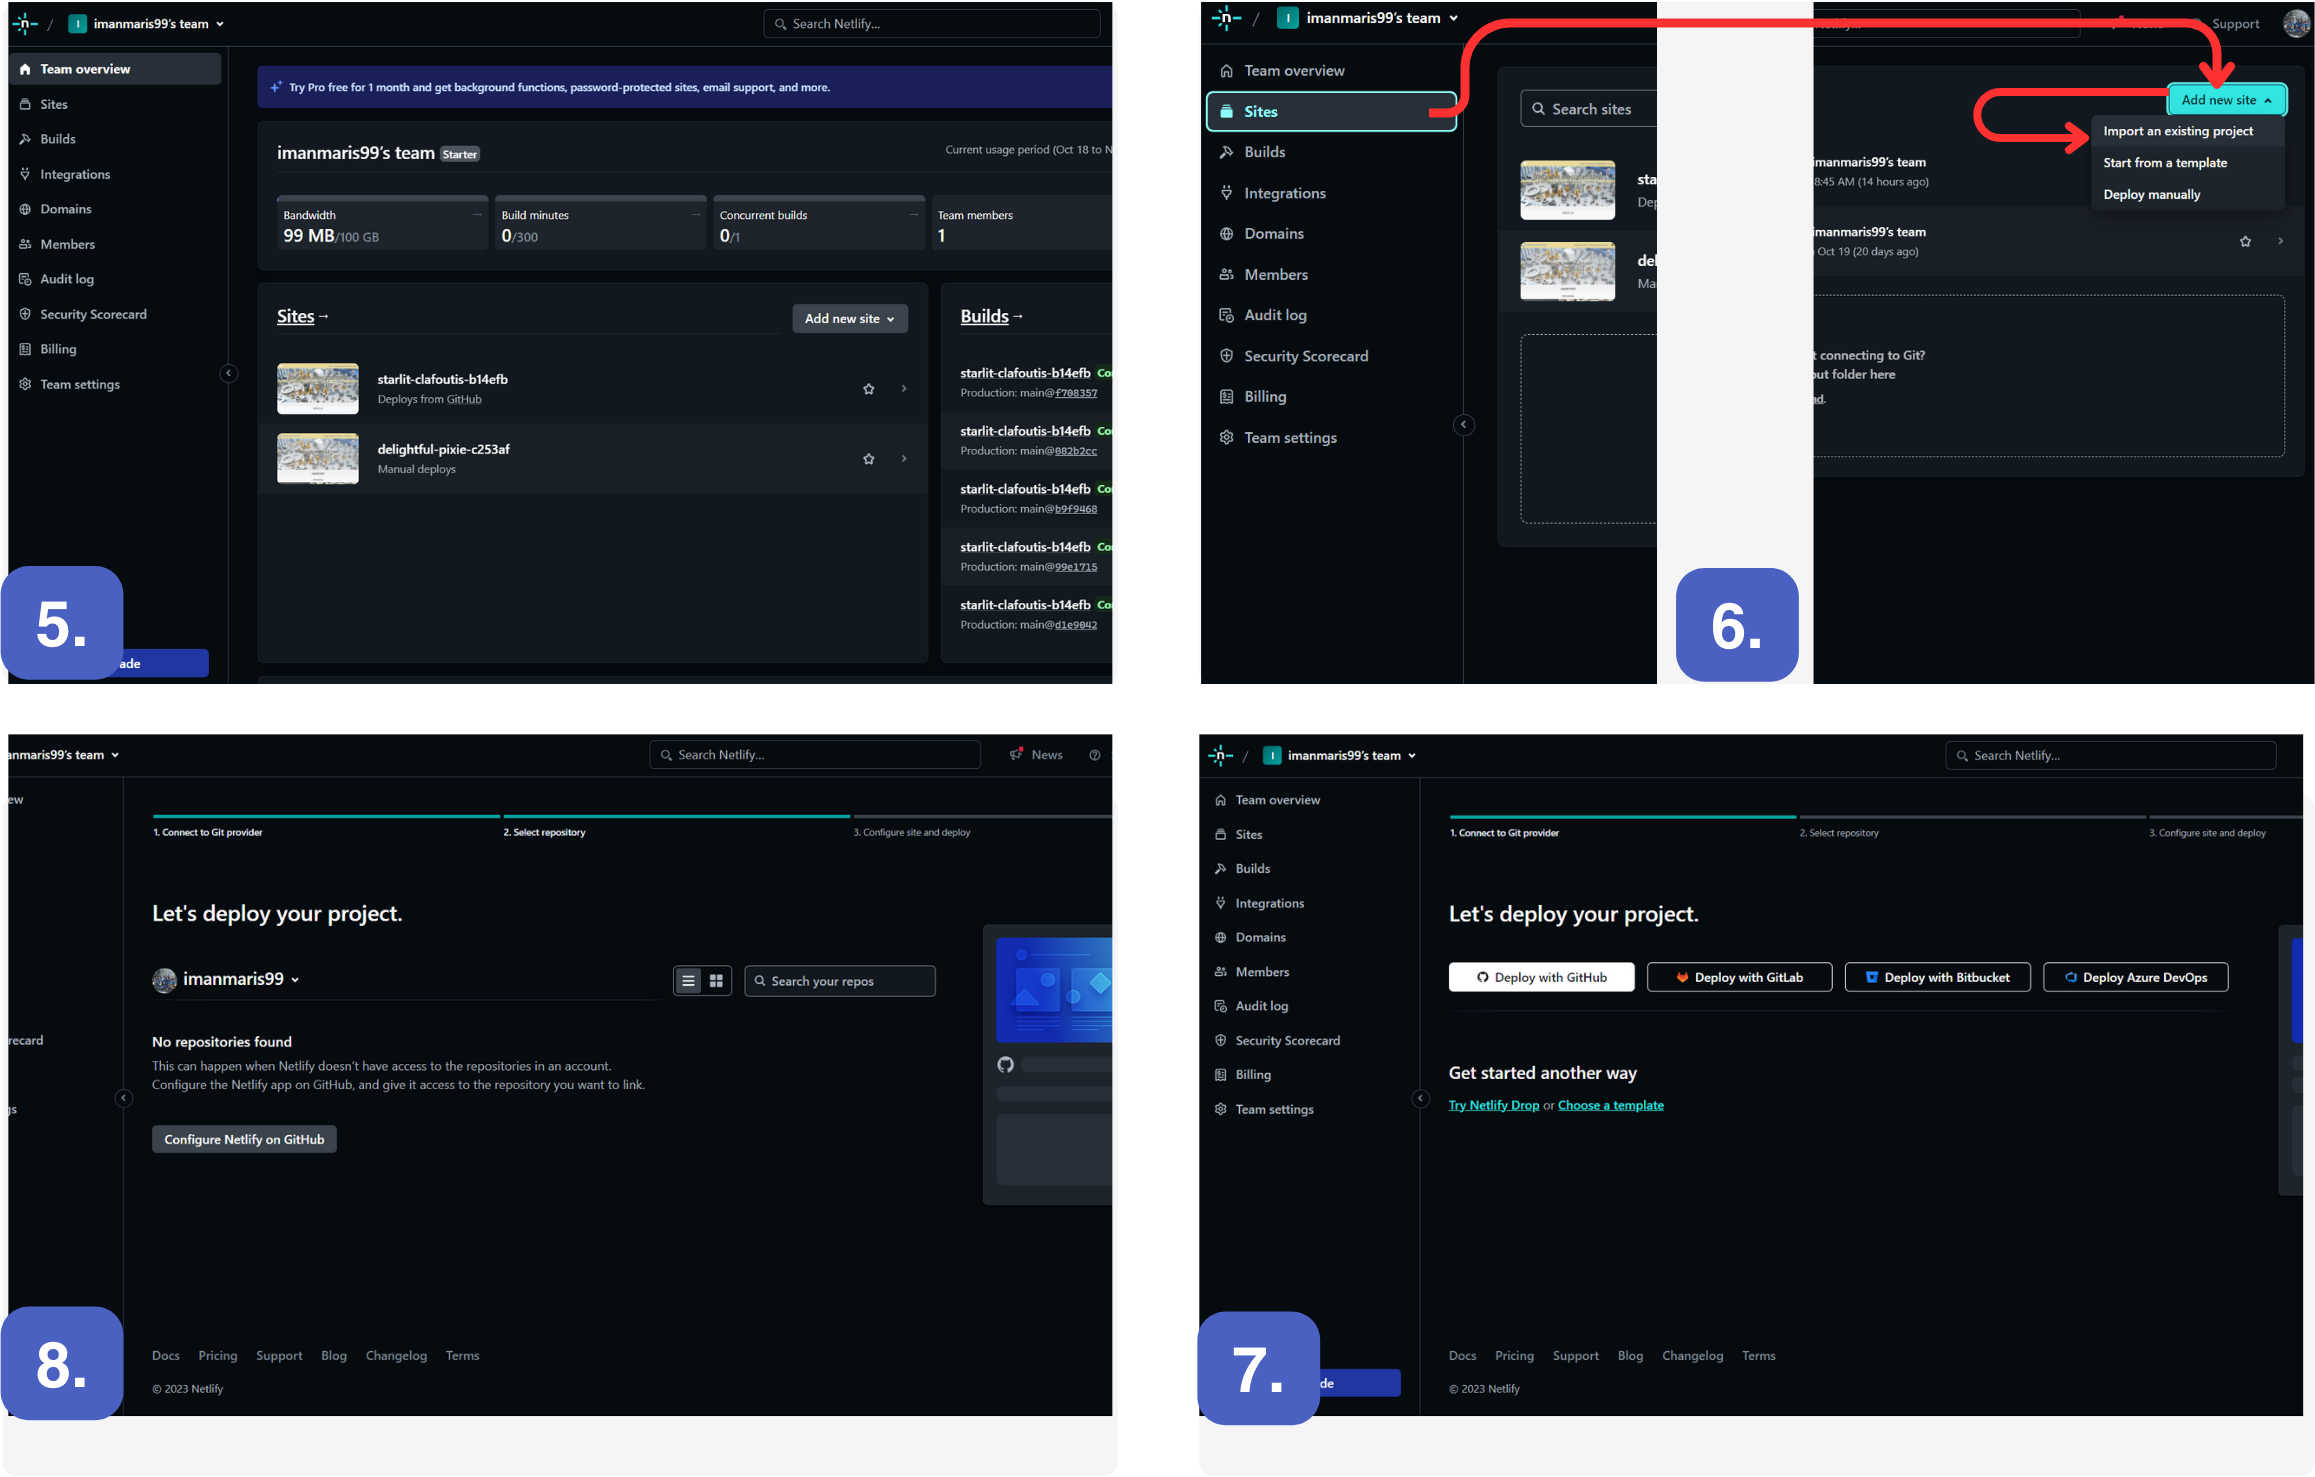 imanmaris99's team
Search Netlify...
Team overview
Sites
Builds
Integrations
Domains
Members
Audit log
Security Scorecard
Billing
Team settings
Try Pro free for 1 month and get background functions, password-protected sites, email support, and more.
imanmaris99's team Starter
Current usage period (Oct 18 to N
Bandwidth
99 MB/100 GB
Build minutes
0/300
Concurrent builds
0/1
Team members
1
Sites →
Add new site
starlit-clafoutis-b14efb
Deploys from GitHub
delightful-pixie-c253af
Manual deploys
Builds →
starlit-clafoutis-b14efb Co
Production: main@f708357
starlit-clafoutis-b14efb Co
Production: main@082b2cc
starlit-clafoutis-b14efb Co
Production: main@b9f9468
starlit-clafoutis-b14efb Co
Production: main@99e1715
starlit-clafoutis-b14efb Co
Production: main@d1e9042
5.
ade
imanmaris99's team
Support
Team overview
Sites
Builds
Integrations
Domains
Members
Audit log
Security Scorecard
Billing
Team settings
Search sites
Add new site
Import an existing project
Start from a template
Deploy manually
sta
Dep
imanmaris99's team
8:45 AM (14 hours ago)
del
Ma
imanmaris99's team
Oct 19 (20 days ago)
t connecting to Git?
out folder here
ad.
6.
anmaris99's team
Search Netlify...
News
ew
recard
gs
1. Connect to Git provider
2. Select repository
3. Configure site and deploy
Let's deploy your project.
imanmaris99
Search your repos
No repositories found
This can happen when Netlify doesn't have access to the repositories in an account.
Configure the Netlify app on GitHub, and give it access to the repository you want to link.
Configure Netlify on GitHub
Docs Pricing Support Blog Changelog Terms
© 2023 Netlify
8.
imanmaris99's team
Search Netlify...
Team overview
Sites
Builds
Integrations
Domains
Members
Audit log
Security Scorecard
Billing
Team settings
1. Connect to Git provider
2. Select repository
3. Configure site and deploy
Let's deploy your project.
Deploy with GitHub
Deploy with GitLab
Deploy with Bitbucket
Deploy Azure DevOps
Get started another way
Try Netlify Drop or Choose a template
Docs Pricing Support Blog Changelog Terms
© 2023 Netlify
7.
de